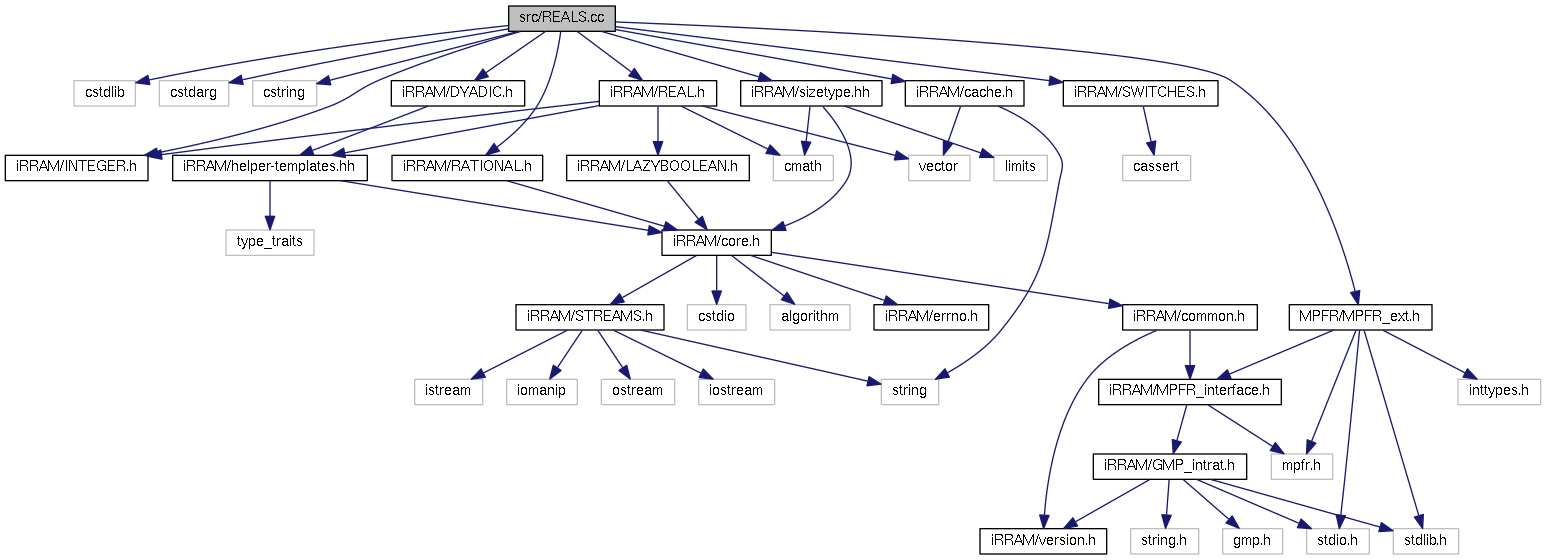 src/REALS.cc
cstdlib
cstdarg
cstring
iRRAM/DYADIC.h
iRRAM/REAL.h
iRRAM/sizetype.hh
iRRAM/cache.h
iRRAM/SWITCHES.h
iRRAM/INTEGER.h
iRRAM/helper-templates.hh
iRRAM/RATIONAL.h
iRRAM/LAZYBOOLEAN.h
cmath
vector
limits
cassert
type_traits
iRRAM/core.h
iRRAM/STREAMS.h
cstdio
algorithm
iRRAM/errno.h
iRRAM/common.h
MPFR/MPFR_ext.h
istream
iomanip
ostream
iostream
string
iRRAM/MPFR_interface.h
inttypes.h
iRRAM/GMP_intrat.h
mpfr.h
iRRAM/version.h
string.h
gmp.h
stdio.h
stdlib.h